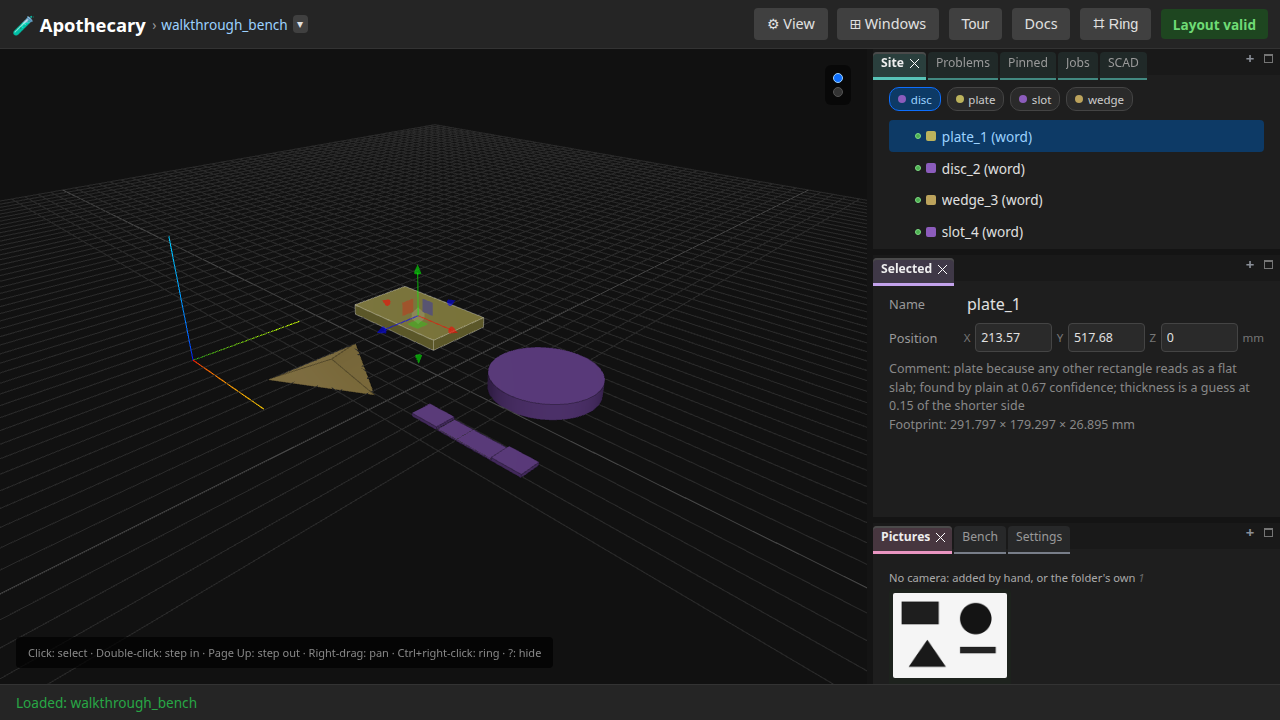 Apothecary › walkthrough_bench ▾
⚙ View
⊞ Windows
Tour
Docs
⌗ Ring
Layout valid
Site
Problems
Pinned
Jobs
SCAD
disc
plate
slot
wedge
plate_1 (word)
disc_2 (word)
wedge_3 (word)
slot_4 (word)
Selected
Name plate_1
Position X 213.57 Y 517.68 Z 0 mm
Comment: plate because any other rectangle reads as a flat
slab; found by plain at 0.67 confidence; thickness is a guess at
0.15 of the shorter side
Footprint: 291.797 × 179.297 × 26.895 mm
Pictures
Bench
Settings
No camera: added by hand, or the folder's own 1
Click: select · Double-click: step in · Page Up: step out · Right-drag: pan · Ctrl+right-click: ring · ?: hide
Loaded: walkthrough_bench